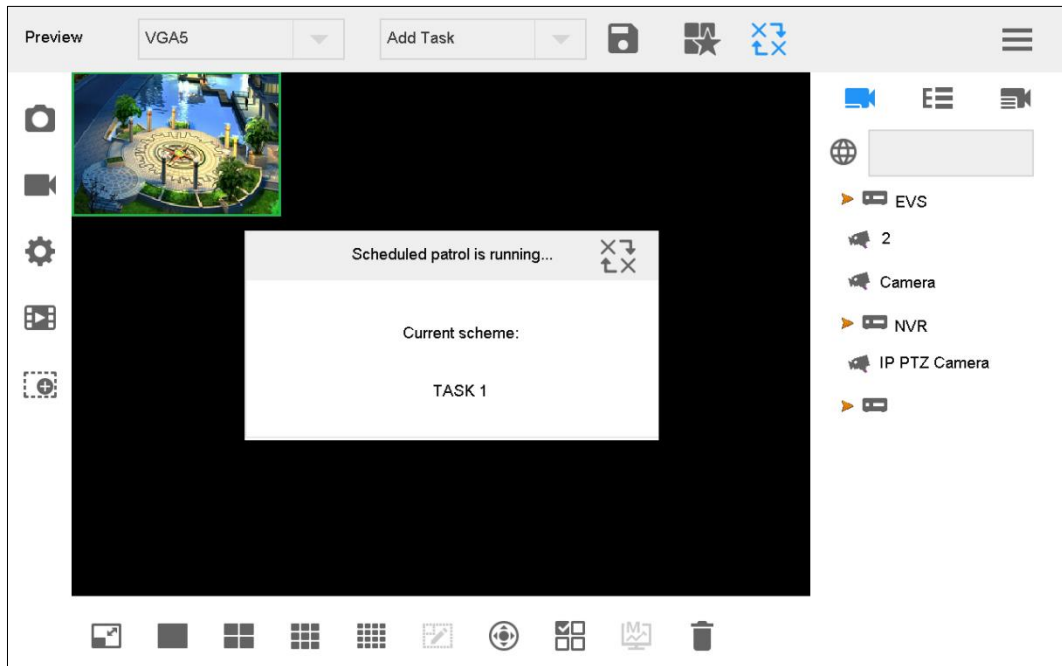 Preview
VGA5
Add Task
Scheduled patrol is running...
Current scheme:
TASK 1
EVS
2
Camera
NVR
IP PTZ Camera